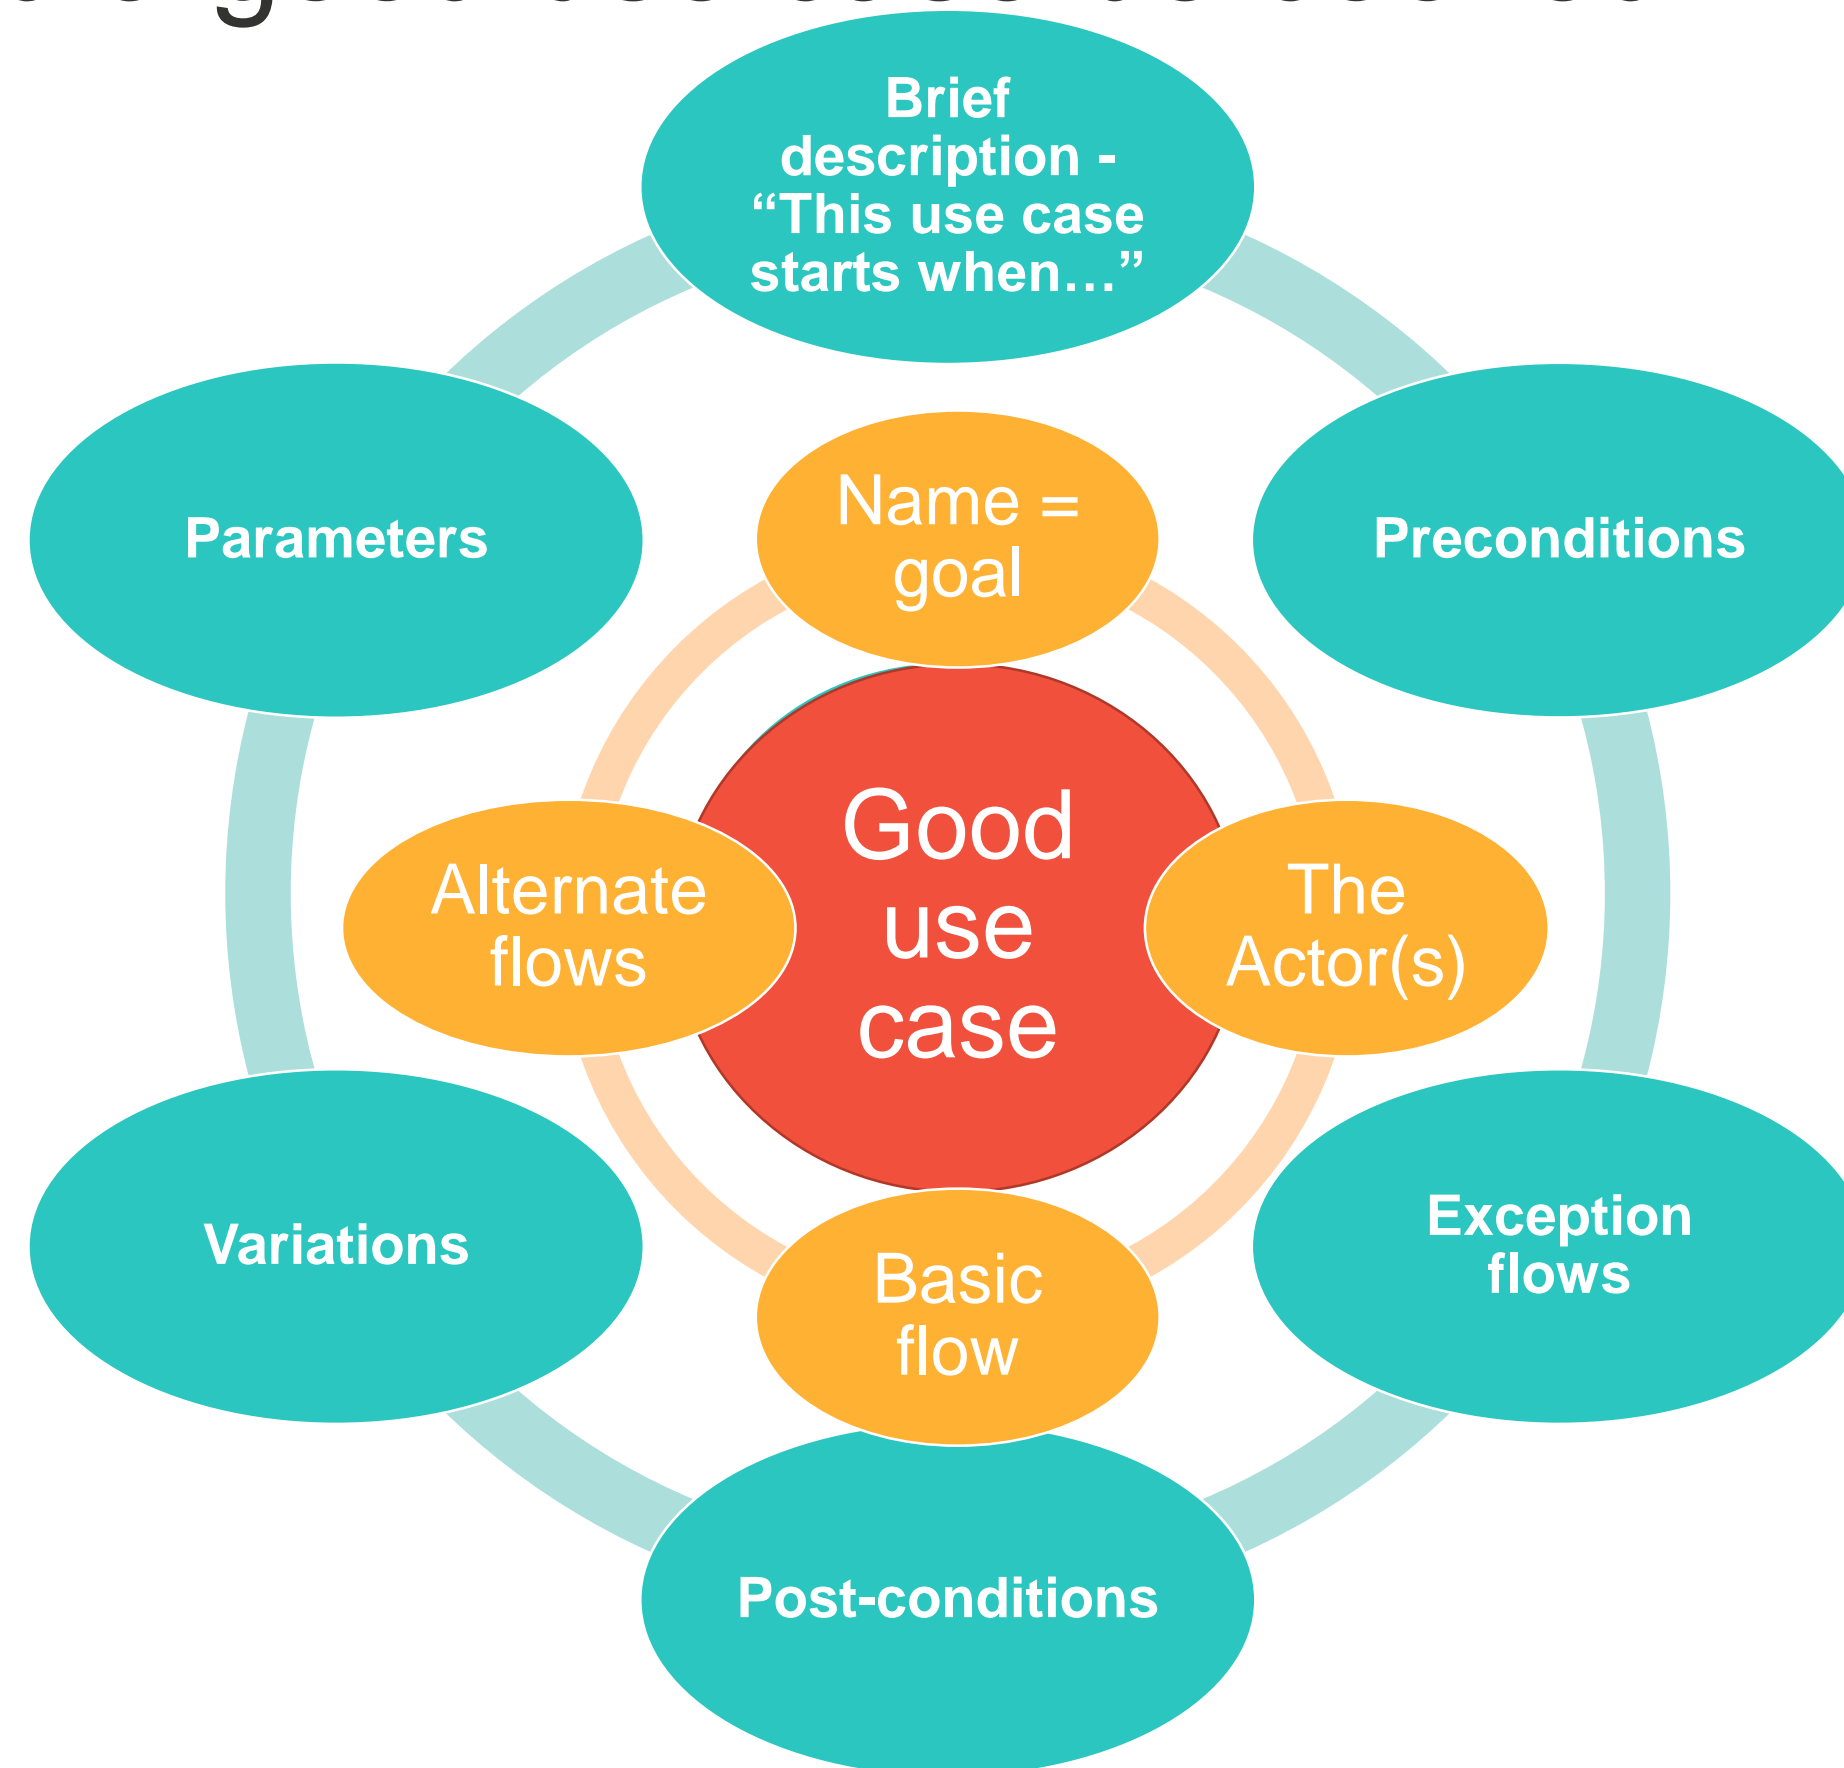 Brief
description -
“This use case
starts when…”
Parameters
Name =
goal
Preconditions
Good
use
case
Alternate
flows
The
Actor(s)
Variations
Basic
flow
Exception
flows
Post-conditions